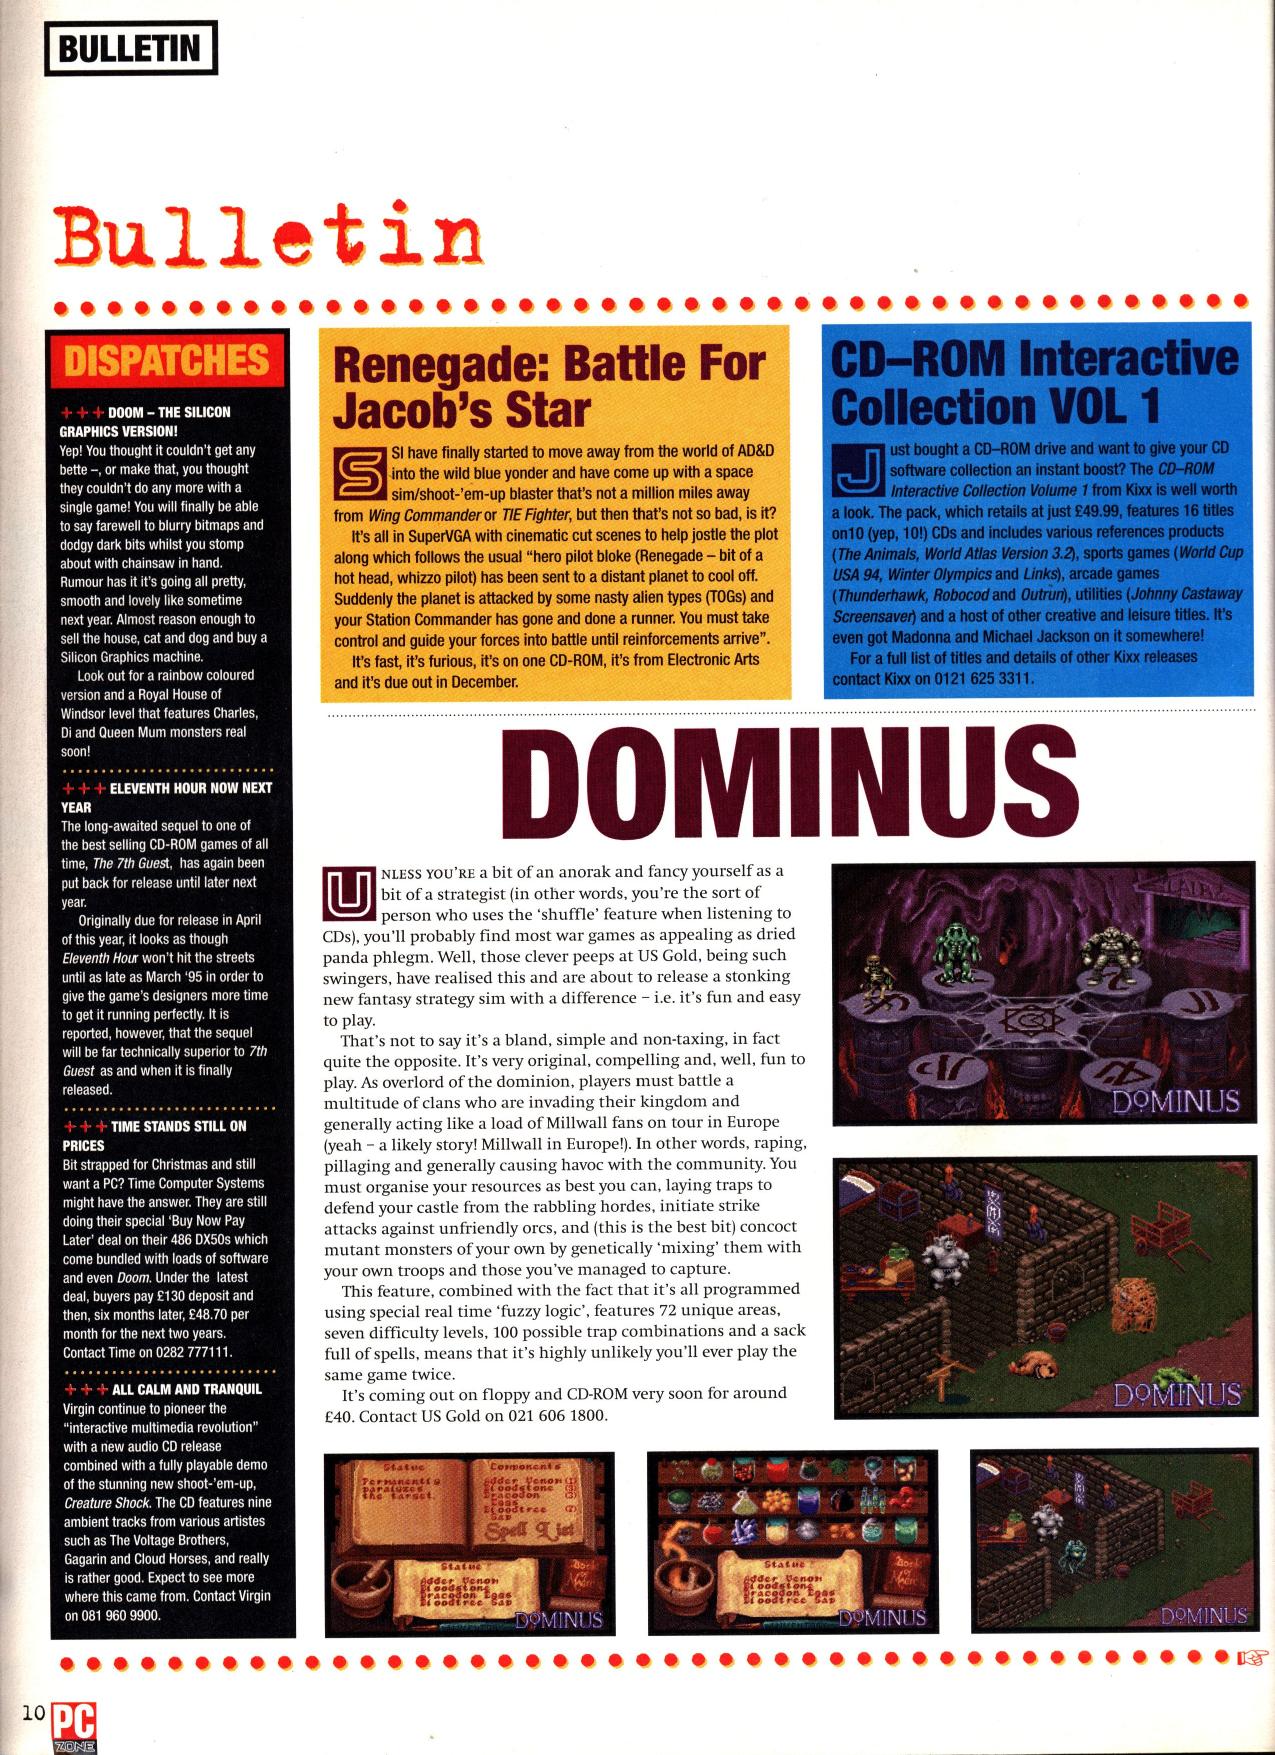 BULLETIN
Bulletin
DISPATCHES
+++ DOOM – THE SILICON
GRAPHICS VERSION!
Yep! You thought it couldn't get any
bette –, or make that, you thought
they couldn't do any more with a
single game! You will finally be able
to say farewell to blurry bitmaps and
dodgy dark bits whilst you stomp
about with chainsaw in hand.
Rumour has it it's going all pretty,
smooth and lovely like sometime
next year. Almost reason enough to
sell the house, cat and dog and buy a
Silicon Graphics machine.
Look out for a rainbow coloured
version and a Royal House of
Windsor level that features Charles,
Di and Queen Mum monsters real
soon!
+++ ELEVENTH HOUR NOW NEXT
YEAR
The long-awaited sequel to one of
the best selling CD-ROM games of all
time, The 7th Guest, has again been
put back for release until later next
year.
Originally due for release in April
of this year, it looks as though
Eleventh Hour won't hit the streets
until as late as March '95 in order to
give the game's designers more time
to get it running perfectly. It is
reported, however, that the sequel
will be far technically superior to 7th
Guest as and when it is finally
released.
+++ TIME STANDS STILL ON
PRICES
Bit strapped for Christmas and still
want a PC? Time Computer Systems
might have the answer. They are still
doing their special 'Buy Now Pay
Later' deal on their 486 DX50s which
come bundled with loads of software
and even Doom. Under the latest
deal, buyers pay £130 deposit and
then, six months later, £48.70 per
month for the next two years.
Contact Time on 0282 777111.
+++ ALL CALM AND TRANQUIL
Virgin continue to pioneer the
"interactive multimedia revolution"
with a new audio CD release
combined with a fully playable demo
of the stunning new shoot-'em-up,
Creature Shock. The CD features nine
ambient tracks from various artistes
such as The Voltage Brothers,
Gagarin and Cloud Horses, and really
is rather good. Expect to see more
where this came from. Contact Virgin
on 081 960 9900.
Renegade: Battle For
Jacob's Star
SSI have finally started to move away from the world of AD&D
into the wild blue yonder and have come up with a space
sim/shoot-'em-up blaster that's not a million miles away
from Wing Commander or TIE Fighter, but then that's not so bad, is it?
It's all in SuperVGA with cinematic cut scenes to help jostle the plot
along which follows the usual "hero pilot bloke (Renegade – bit of a
hot head, whizzo pilot) has been sent to a distant planet to cool off.
Suddenly the planet is attacked by some nasty alien types (TOGs) and
your Station Commander has gone and done a runner. You must take
control and guide your forces into battle until reinforcements arrive".
It's fast, it's furious, it's on one CD-ROM, it's from Electronic Arts
and it's due out in December.
CD–ROM Interactive
Collection VOL 1
Just bought a CD–ROM drive and want to give your CD
software collection an instant boost? The CD–ROM
Interactive Collection Volume 1 from Kixx is well worth
a look. The pack, which retails at just £49.99, features 16 titles
on10 (yep, 10!) CDs and includes various references products
(The Animals, World Atlas Version 3.2), sports games (World Cup
USA 94, Winter Olympics and Links), arcade games
(Thunderhawk, Robocod and Outrun), utilities (Johnny Castaway
Screensaver) and a host of other creative and leisure titles. It's
even got Madonna and Michael Jackson on it somewhere!
For a full list of titles and details of other Kixx releases
contact Kixx on 0121 625 3311.
DOMINUS
UNLESS YOU'RE a bit of an anorak and fancy yourself as a
bit of a strategist (in other words, you're the sort of
person who uses the 'shuffle' feature when listening to
CDs), you'll probably find most war games as appealing as dried
panda phlegm. Well, those clever peeps at US Gold, being such
swingers, have realised this and are about to release a stonking
new fantasy strategy sim with a difference – i.e. it's fun and easy
to play.
That's not to say it's a bland, simple and non-taxing, in fact
quite the opposite. It's very original, compelling and, well, fun to
play. As overlord of the dominion, players must battle a
multitude of clans who are invading their kingdom and
generally acting like a load of Millwall fans on tour in Europe
(yeah – a likely story! Millwall in Europe!). In other words, raping,
pillaging and generally causing havoc with the community. You
must organise your resources as best you can, laying traps to
defend your castle from the rabbling hordes, initiate strike
attacks against unfriendly orcs, and (this is the best bit) concoct
mutant monsters of your own by genetically 'mixing' them with
your own troops and those you've managed to capture.
This feature, combined with the fact that it's all programmed
using special real time 'fuzzy logic', features 72 unique areas,
seven difficulty levels, 100 possible trap combinations and a sack
full of spells, means that it's highly unlikely you'll ever play the
same game twice.
It's coming out on floppy and CD-ROM very soon for around
£40. Contact US Gold on 021 606 1800.
DOMINUS
DOMINUS
Statue
Permanently
paralyzes
the target.
Components
Adder Venom
Bloodstone
Dracodon
Eggs
Bloodtree
Sap
Spell List
Statue
Adder Venom
Bloodstone
Dracodon Eggs
Bloodtree Sap
DOMINUS
Statue
Adder Venom
Bloodstone
Dracodon Eggs
Bloodtree Sap
DOMINUS
DOMINUS
10
PC
ZONE